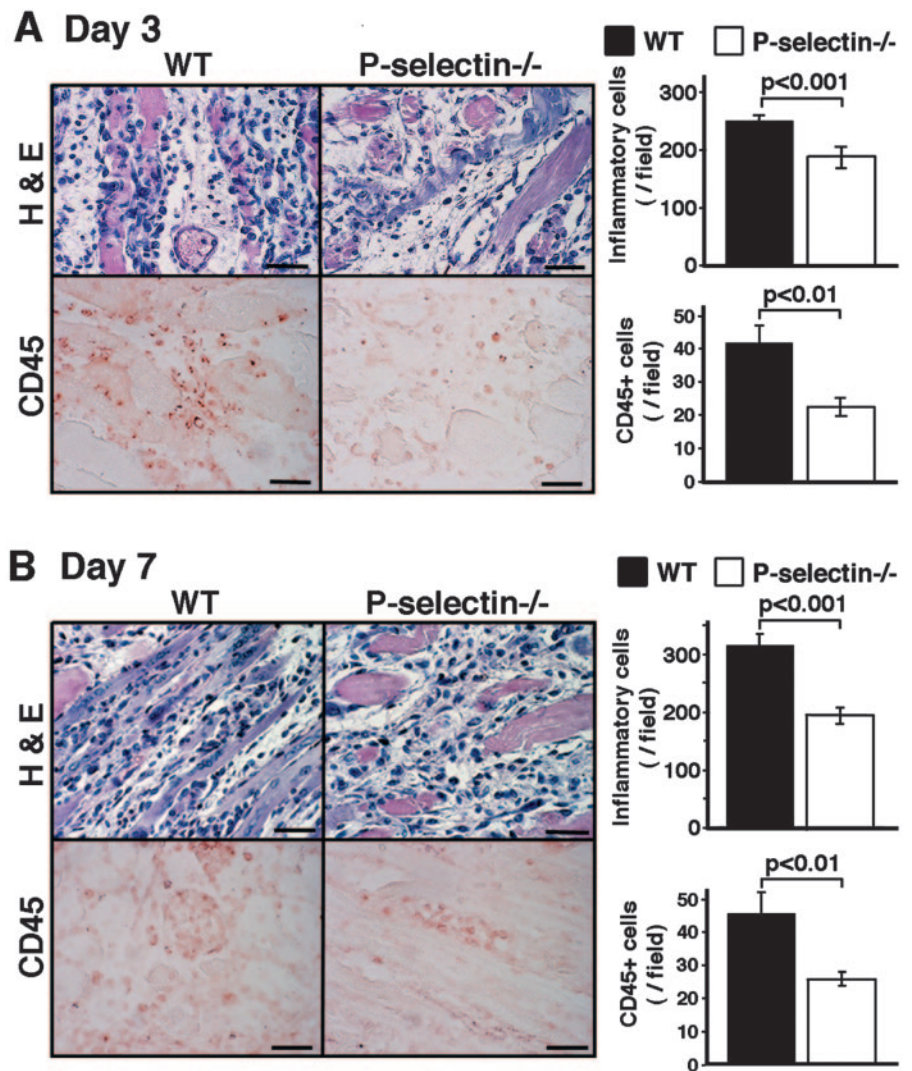 A Day 3
WT
P-selectin-/-
H & E
CD45
WT
P-selectin-/-
p<0.001
Inflammatory cells
( / field)
300
200
100
0
p<0.01
CD45+ cells
( / field)
50
40
30
20
10
0
B Day 7
WT
P-selectin-/-
H & E
CD45
WT
P-selectin-/-
p<0.001
Inflammatory cells
( / field)
300
200
100
0
p<0.01
CD45+ cells
( / field)
50
40
30
20
10
0